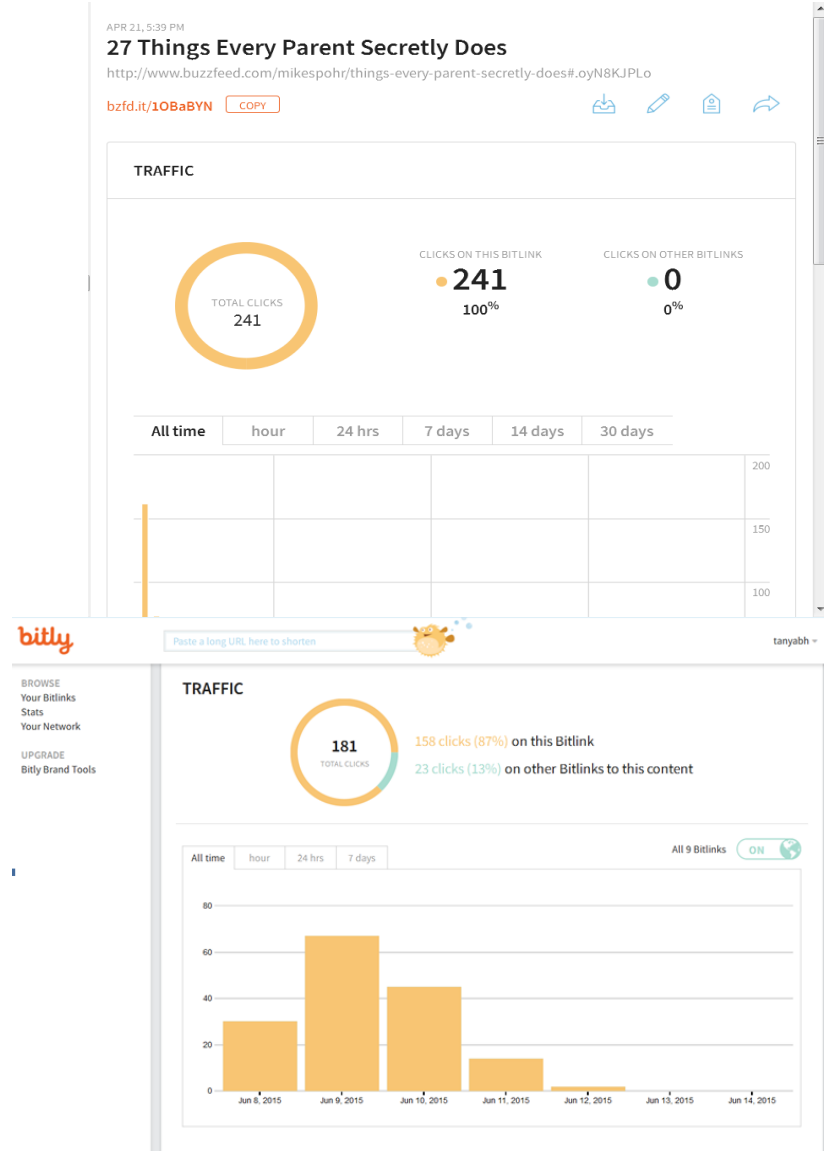 APR 21, 5:39 PM
27 Things Every Parent Secretly Does
http://www.buzzfeed.com/mikespohr/things-every-parent-secretly-does#.oyN8KJPLo
bzfd.it/1OBaBYN COPY
TRAFFIC
CLICKS ON THIS BITLINK CLICKS ON OTHER BITLINKS
241 0
100% 0%
TOTAL CLICKS
241
All time hour 24 hrs 7 days 14 days 30 days
200
150
100
bitly Paste a long URL here to shorten tanyabh
BROWSE
Your Bitlinks
Stats
Your Network
UPGRADE
Bitly Brand Tools
TRAFFIC
181
TOTAL CLICKS
158 clicks (87%) on this Bitlink
23 clicks (13%) on other Bitlinks to this content
All 9 Bitlinks ON
All time hour 24 hrs 7 days
80
60
40
20
0
Jun 8, 2015 Jun 9, 2015 Jun 10, 2015 Jun 11, 2015 Jun 12, 2015 Jun 13, 2015 Jun 14, 2015